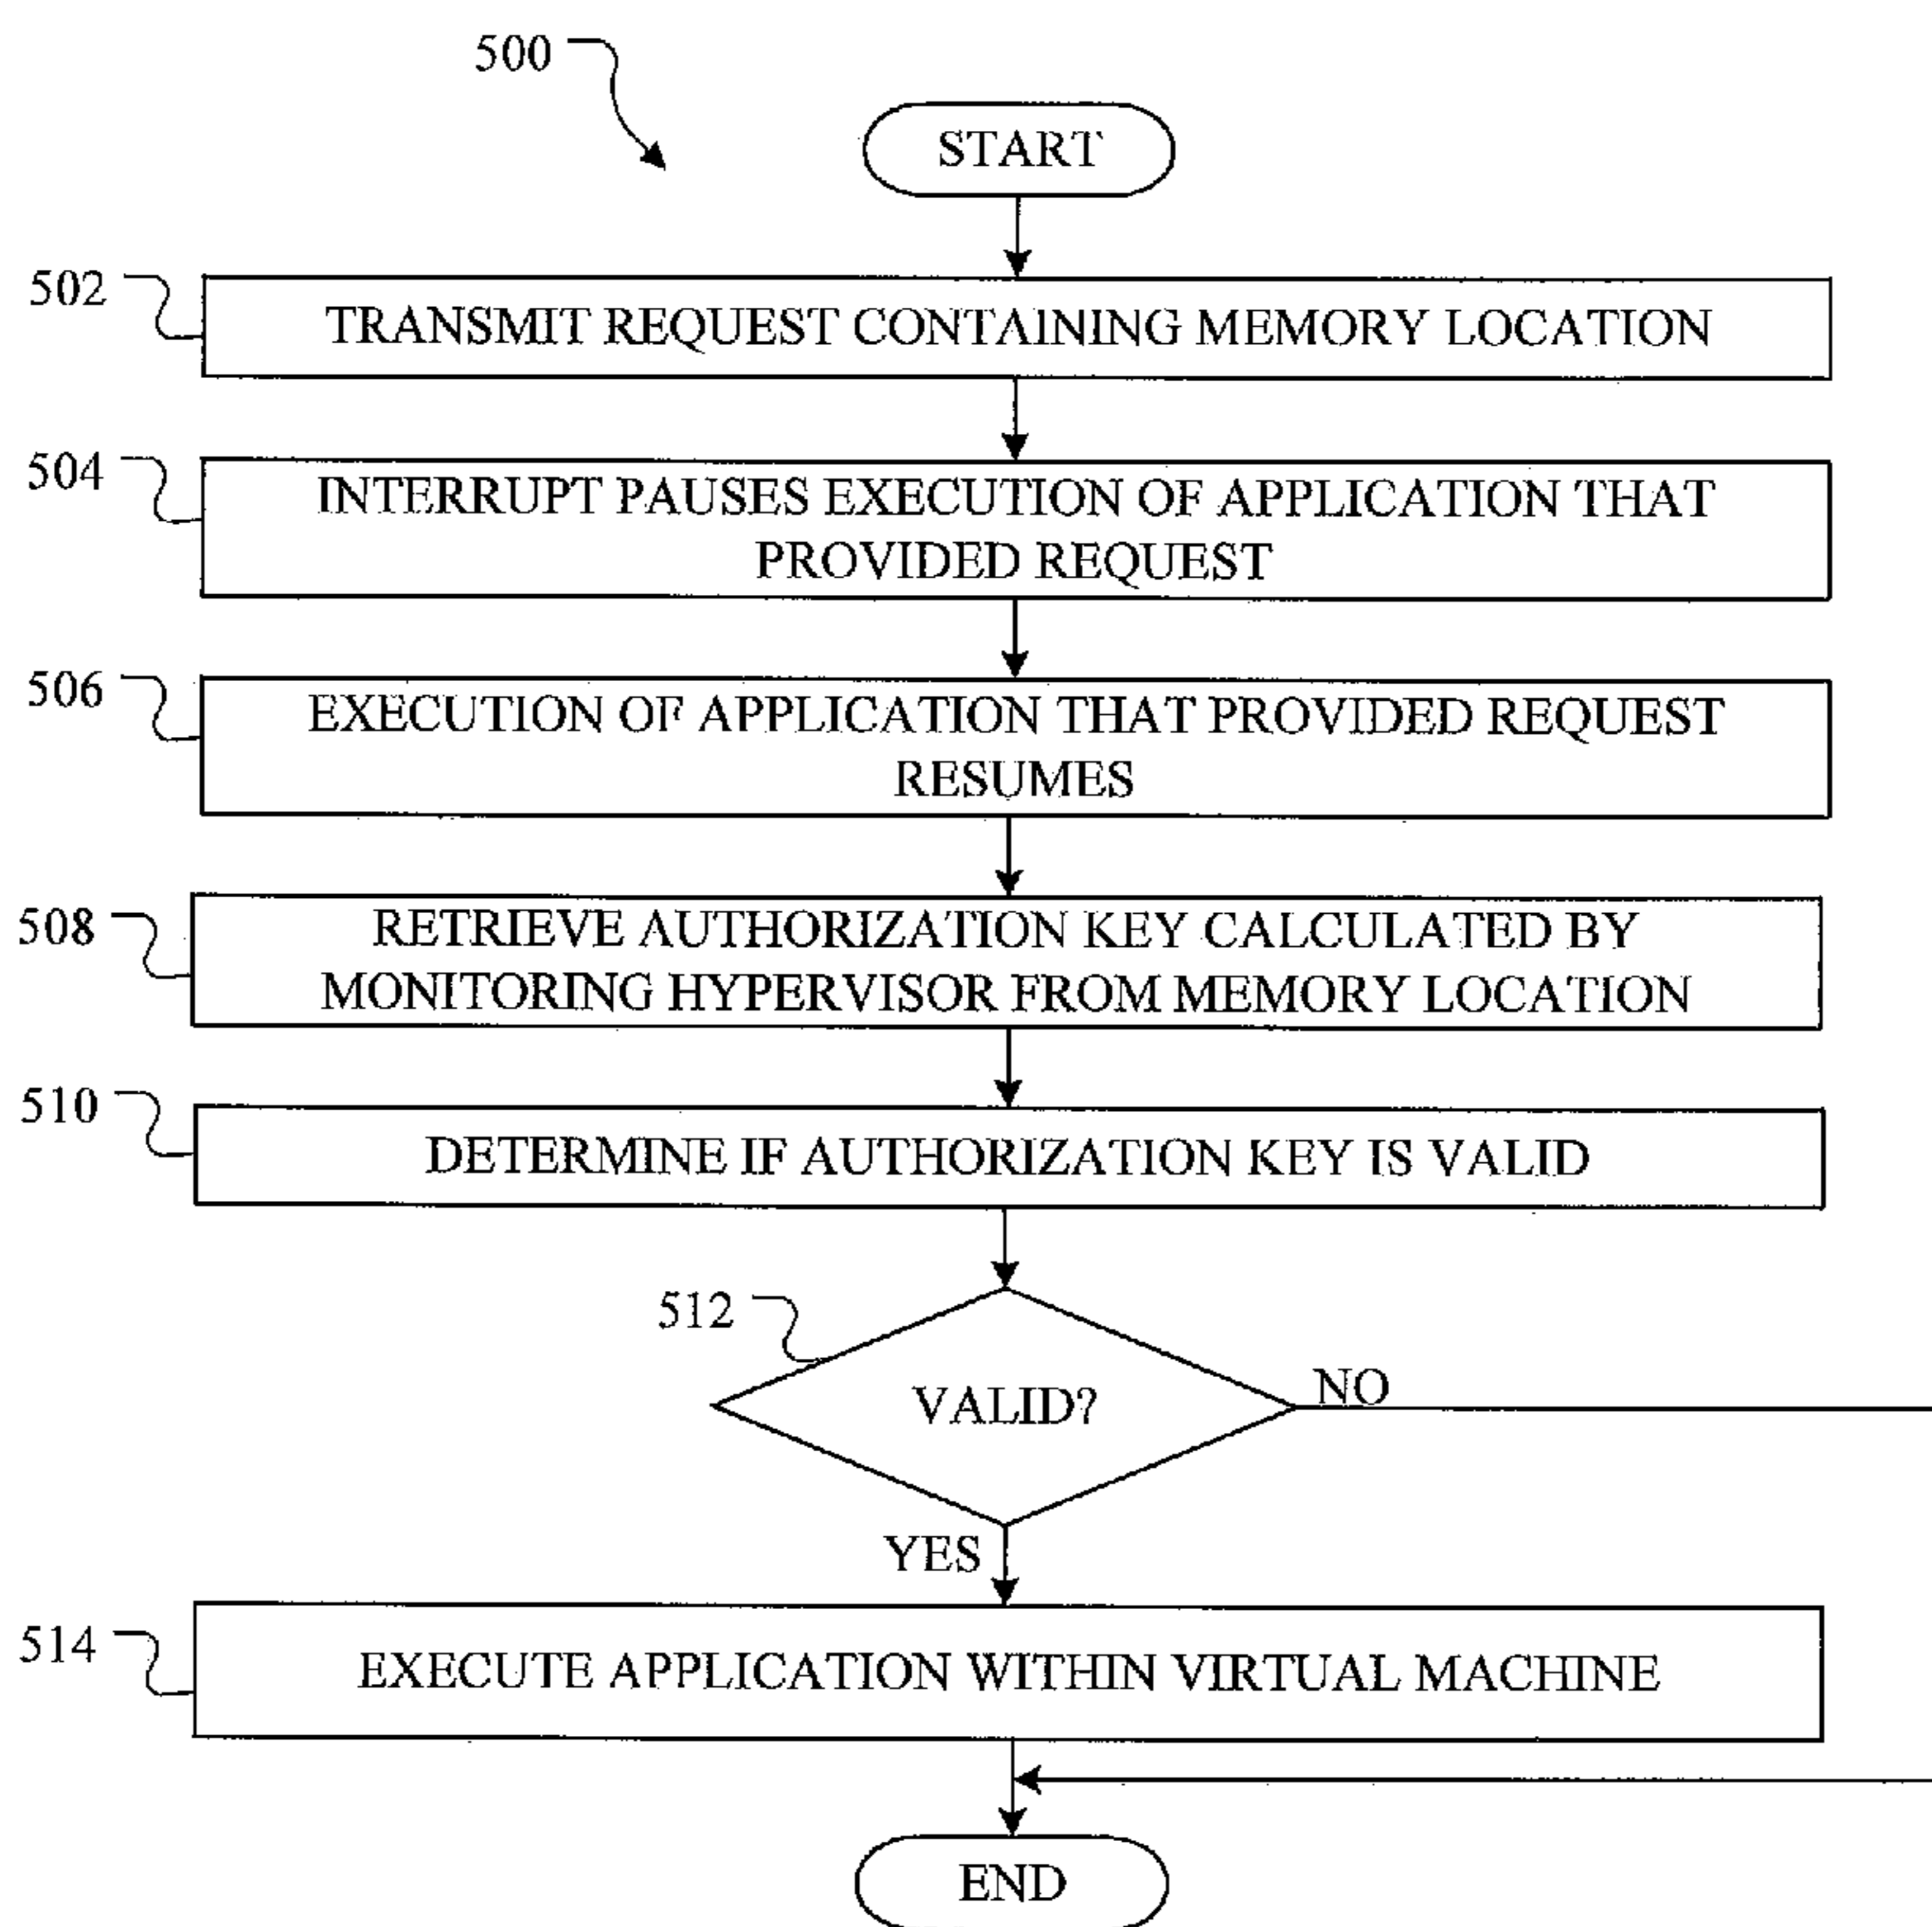 500
START
502
TRANSMIT REQUEST CONTAINING MEMORY LOCATION
504
INTERRUPT PAUSES EXECUTION OF APPLICATION THAT
PROVIDED REQUEST
506
EXECUTION OF APPLICATION THAT PROVIDED REQUEST
RESUMES
508
RETRIEVE AUTHORIZATION KEY CALCULATED BY
MONITORING HYPERVISOR FROM MEMORY LOCATION
510
DETERMINE IF AUTHORIZATION KEY IS VALID
512
VALID?
NO
YES
514
EXECUTE APPLICATION WITHIN VIRTUAL MACHINE
END